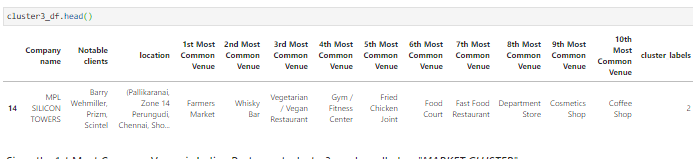 cluster3_df.head()
Company name
Notable clients
location
1st Most Common Venue
2nd Most Common Venue
3rd Most Common Venue
4th Most Common Venue
5th Most Common Venue
6th Most Common Venue
7th Most Common Venue
8th Most Common Venue
9th Most Common Venue
10th Most Common Venue
cluster labels
14
MPL SILICON TOWERS
Barry Wehmiller, Prizm, Scintel
(Pallikaranai, Zone 14 Perungudi, Chennai, Sho...
Farmers Market
Whisky Bar
Vegetarian / Vegan Restaurant
Gym / Fitness Center
Fried Chicken Joint
Food Court
Fast Food Restaurant
Department Store
Cosmetics Shop
Coffee Shop
2